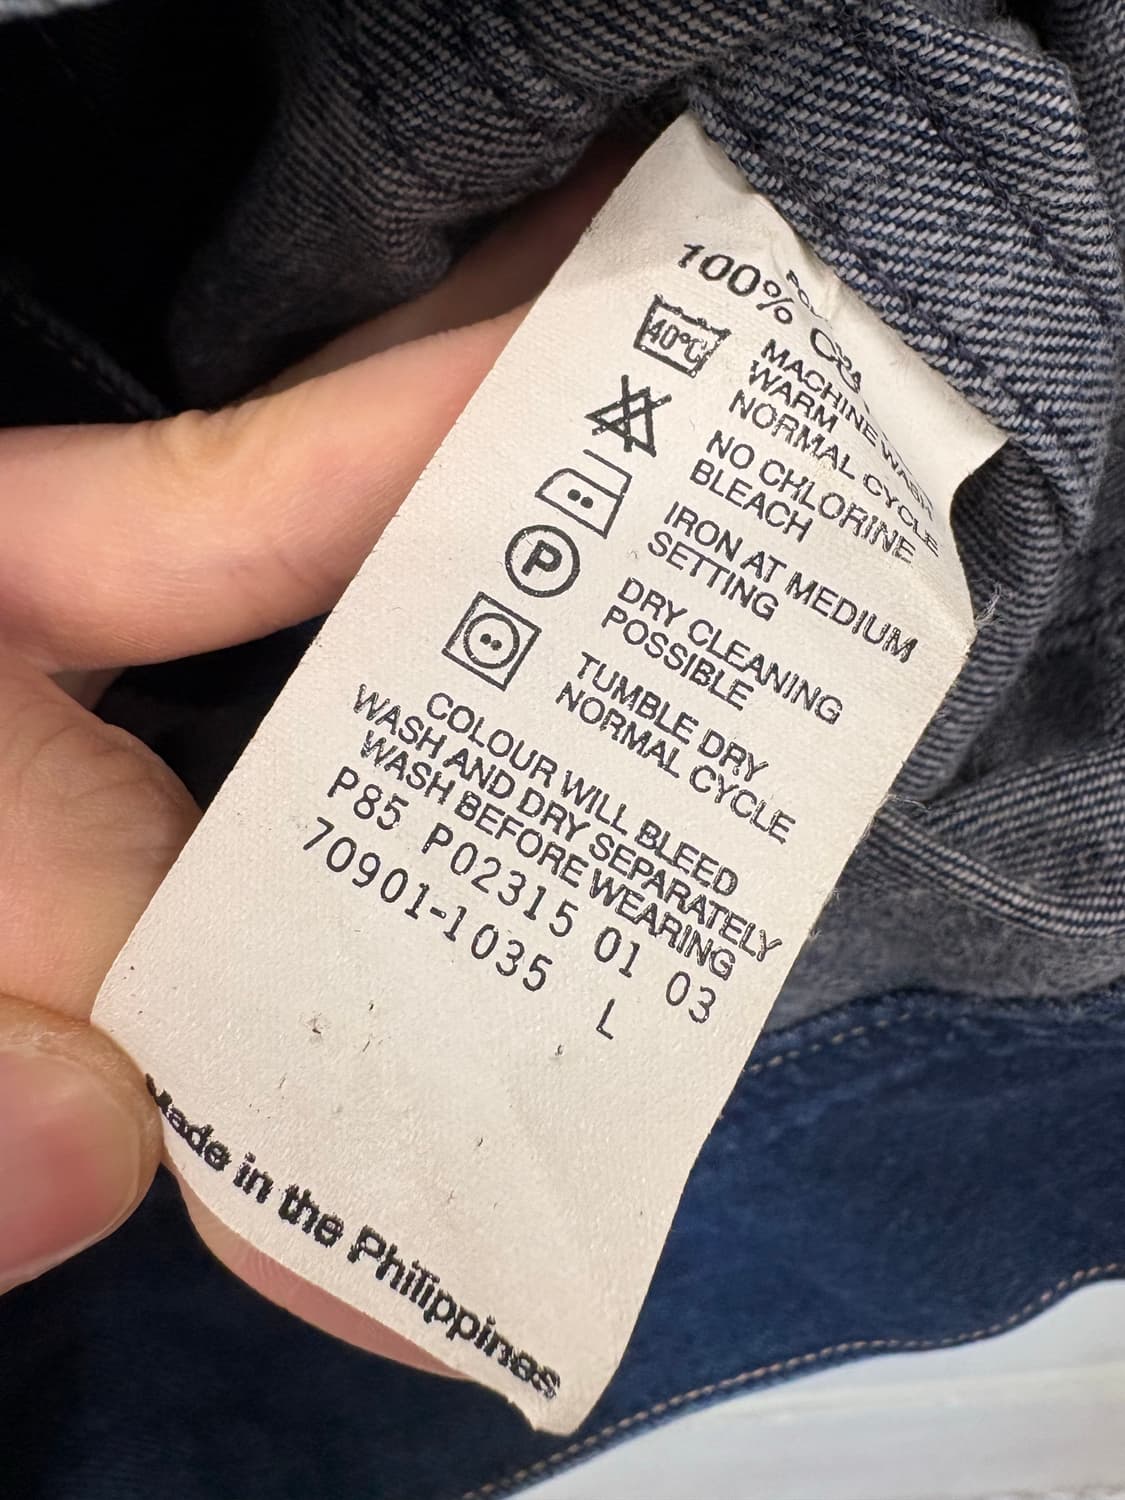 100%
40°C
MACHINE WASH
WARM
NORMAL CYCLE
NO CHLORINE
BLEACH
IRON AT MEDIUM
SETTING
P
DRY CLEANING
POSSIBLE
TUMBLE DRY
NORMAL CYCLE
COLOUR WILL BLEED
WASH AND DRY SEPARATELY
WASH BEFORE WEARING
P85 P02315 01 03
70901-1035 L
Made in the Philippines